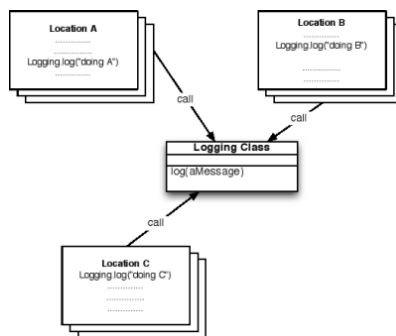 Location A
..............
................
Logging.log("doing A")
..............
Location B
..............
Logging.log("doing B")
..............
..............
call
call
Logging Class
log(aMessage)
call
Location C
Logging.log("doing C")
..............
..............
..............